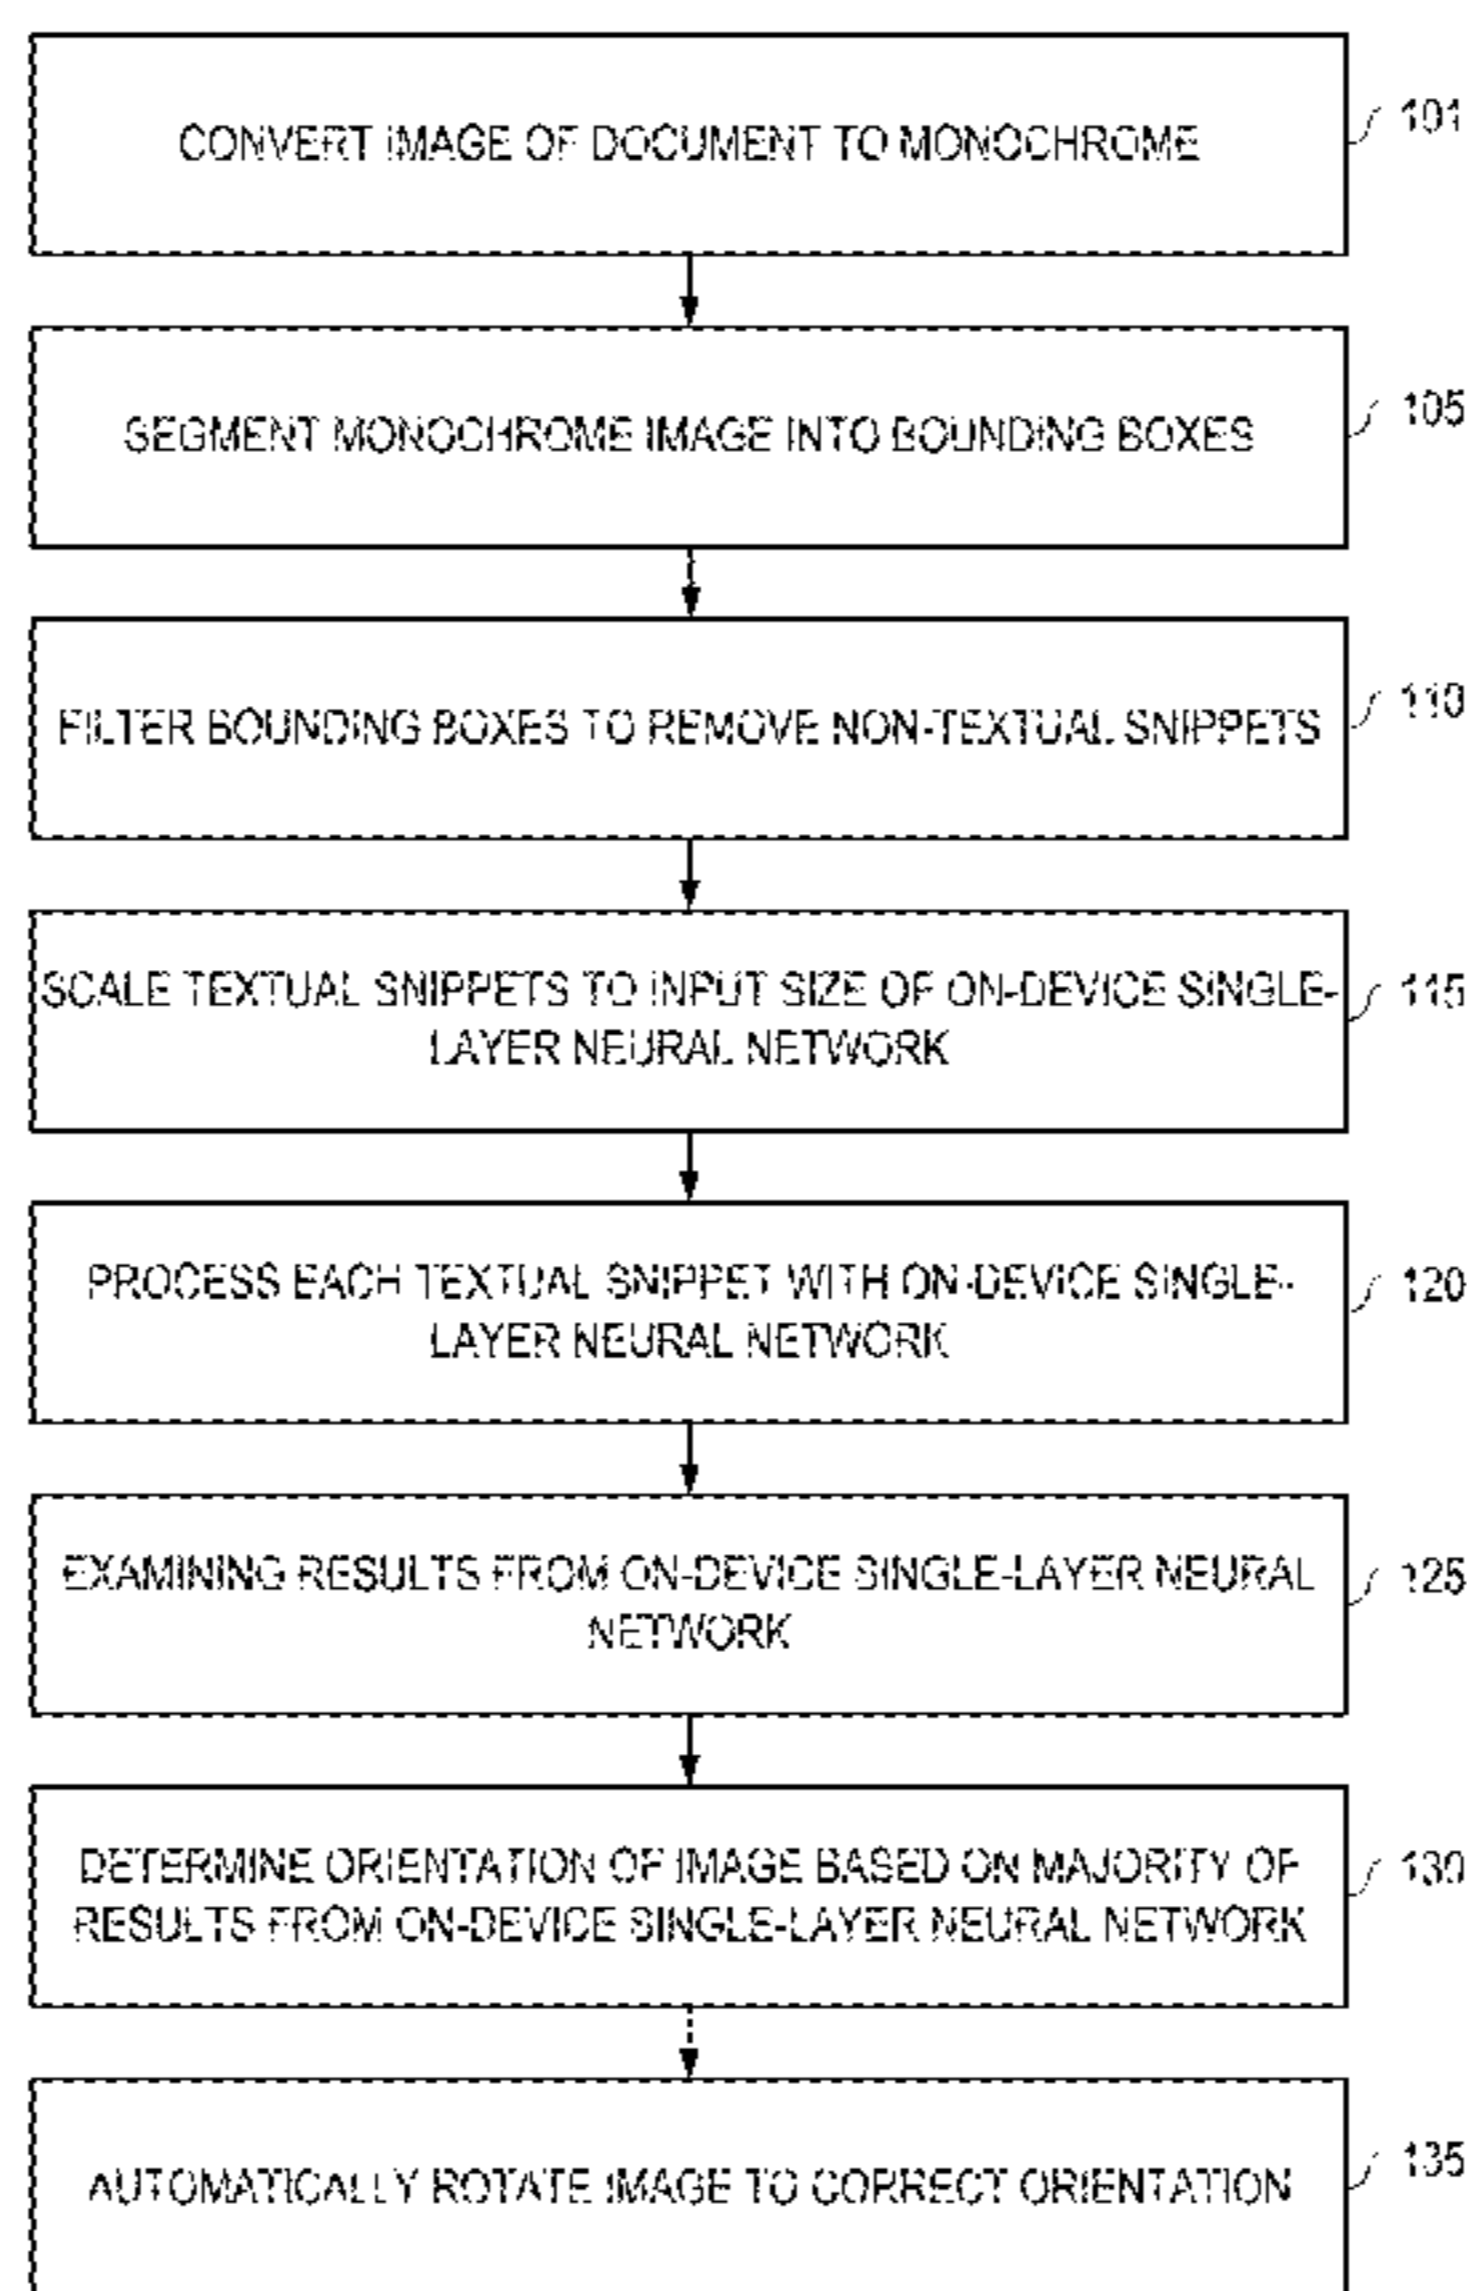 CONVERT IMAGE OF DOCUMENT TO MONOCHROME
101
SEGMENT MONOCHROME IMAGE INTO BOUNDING BOXES
105
FILTER BOUNDING BOXES TO REMOVE NON-TEXTUAL SNIPPETS
110
SCALE TEXTUAL SNIPPETS TO INPUT SIZE OF ON-DEVICE SINGLE-
LAYER NEURAL NETWORK
115
PROCESS EACH TEXTUAL SNIPPET WITH ON-DEVICE SINGLE-
LAYER NEURAL NETWORK
120
EXAMINING RESULTS FROM ON-DEVICE SINGLE-LAYER NEURAL
NETWORK
125
DETERMINE ORIENTATION OF IMAGE BASED ON MAJORITY OF
RESULTS FROM ON-DEVICE SINGLE-LAYER NEURAL NETWORK
130
AUTOMATICALLY ROTATE IMAGE TO CORRECT ORIENTATION
135